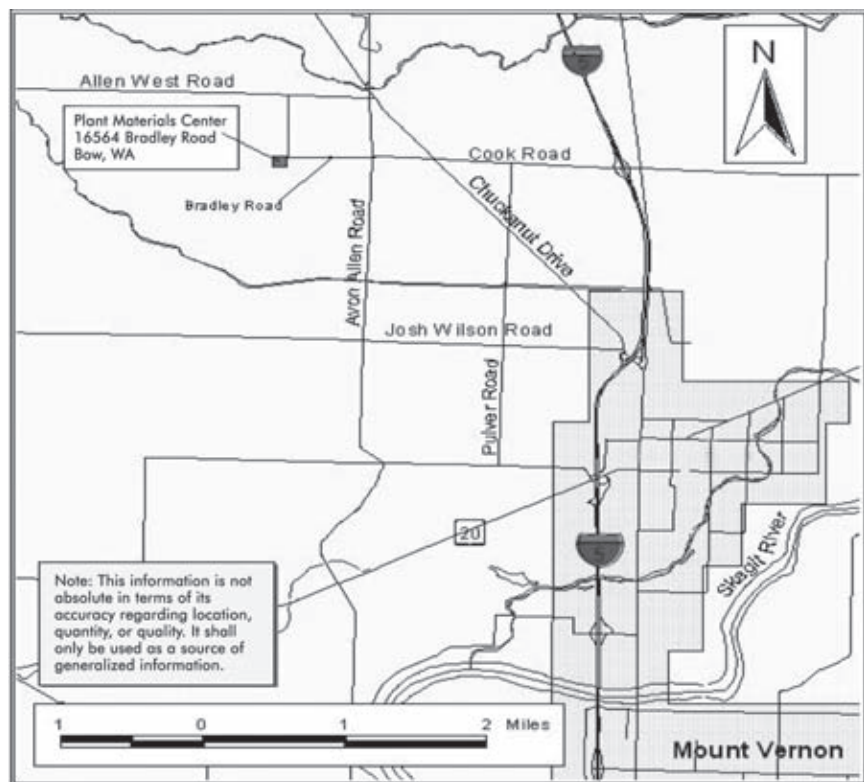 5
N
Allen West Road
Plant Materials Center
16564 Bradley Road
Bow, WA
Cook Road
Bradley Road
Chuckanut Drive
Avon Allen Road
Josh Wilson Road
Pulver Road
20
5
Skagit River
Note: This information is not
absolute in terms of its
accuracy regarding location,
quantity, or quality. It shall
only be used as a source of
generalized information.
1 0 1 2 Miles
Mount Vernon